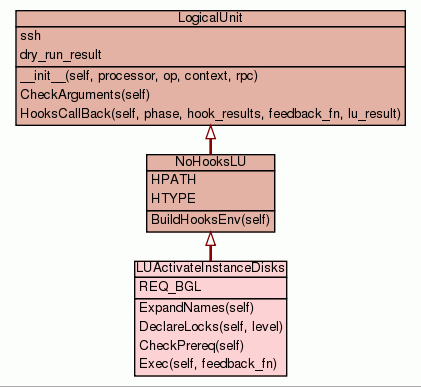 LogicalUnit
ssh
dry_run_result
__init__(self, processor, op, context, rpc)
CheckArguments(self)
HooksCallBack(self, phase, hook_results, feedback_fn, lu_result)
NoHooksLU
HPATH
HTYPE
BuildHooksEnv(self)
LUActivateInstanceDisks
REQ_BGL
ExpandNames(self)
DeclareLocks(self, level)
CheckPrereq(self)
Exec(self, feedback_fn)